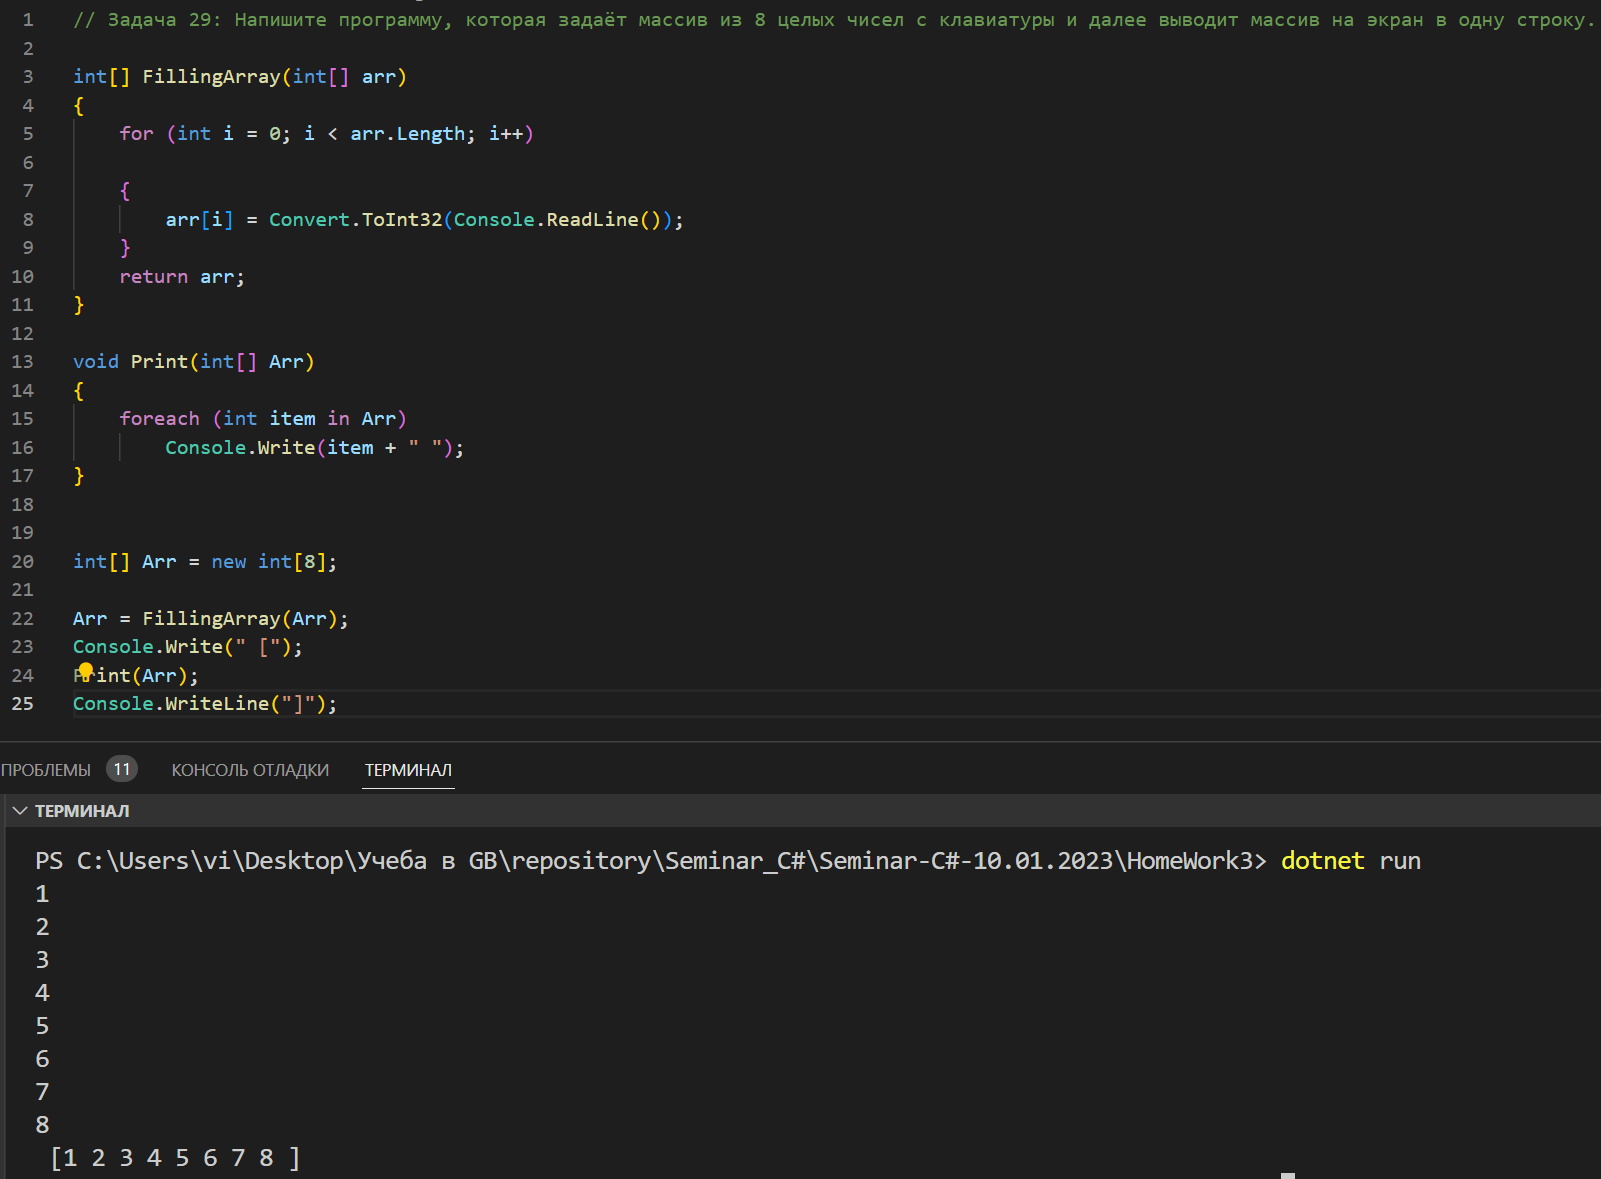 1 // Задача 29: Напишите программу, которая задаёт массив из 8 целых чисел с клавиатуры и далее выводит массив на экран в одну строку.
2
3 int[] FillingArray(int[] arr)
4 {
5 for (int i = 0; i < arr.Length; i++)
6
7 {
8 arr[i] = Convert.ToInt32(Console.ReadLine());
9 }
10 return arr;
11 }
12
13 void Print(int[] Arr)
14 {
15 foreach (int item in Arr)
16 Console.Write(item + " ");
17 }
18
19
20 int[] Arr = new int[8];
21
22 Arr = FillingArray(Arr);
23 Console.Write(" [");
24 Print(Arr);
25 Console.WriteLine("]");
ПРОБЛЕМЫ 11 КОНСОЛЬ ОТЛАДКИ ТЕРМИНАЛ
ТЕРМИНАЛ
PS C:\Users\vi\Desktop\Учеба в GB\repository\Seminar_C#\Seminar-C#-10.01.2023\HomeWork3> dotnet run
1
2
3
4
5
6
7
8
[1 2 3 4 5 6 7 8 ]